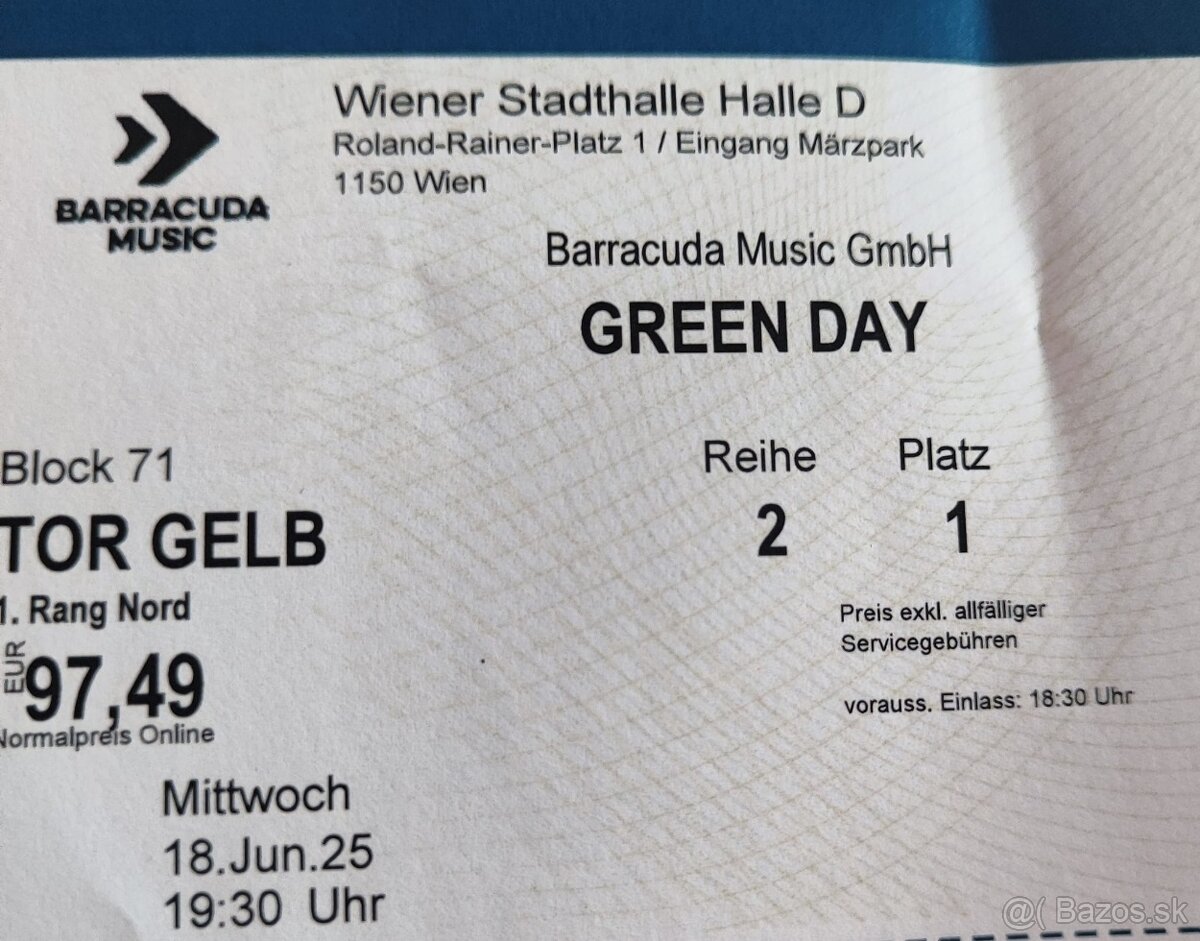 Wiener Stadthalle Halle D
Roland-Rainer-Platz 1 / Eingang Märzpark
1150 Wien
BARRACUDA
MUSIC
Barracuda Music GmbH
GREEN DAY
Block 71
Reihe Platz
TOR GELB
2 1
1. Rang Nord
Preis exkl. allfälliger
Servicegebühren
EUR
97,49
Normalpreis Online
vorauss. Einlass: 18:30 Uhr
Mittwoch
18.Jun.25
19:30 Uhr
@( Bazos.sk